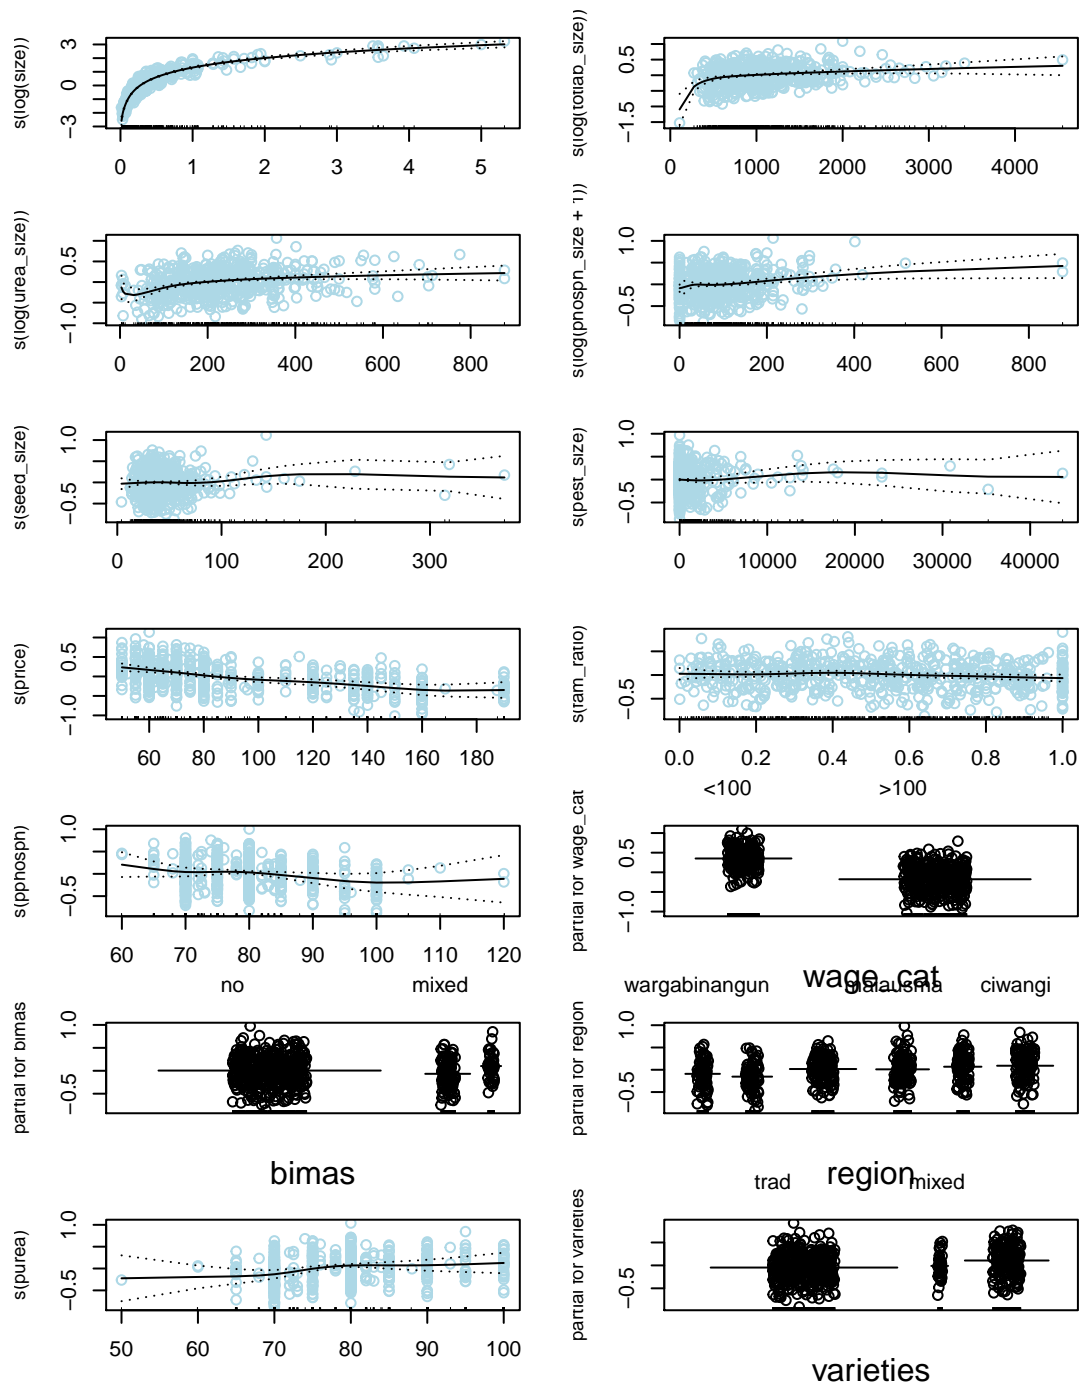 s(log(size))
3
0
−3
0 1 2 3 4 5
s(log(totlab_size))
0.5
−1.5
0 1000 2000 3000 4000
s(log(urea_size))
0.5
−1.0
0 200 400 600 800
s(log(pnosph_size + 1))
1.0
−0.5
0 200 400 600 800
s(seed_size)
1.0
−0.5
0 100 200 300
s(pest_size)
1.0
−0.5
0 10000 20000 30000 40000
s(price)
0.5
−1.0
60 80 100 120 140 160 180
s(ram_ratio)
−0.5
0.0 0.2 0.4 0.6 0.8 1.0
s(ppnosph)
1.0
−0.5
60 70 80 90 100 110 120
partial for wage_cat
<100 >100
0.5
−1.0
wage_cat
partial for bimas
no mixed
1.0
−0.5
bimas
partial for region
wargabinangun malausma ciwangi
1.0
−0.5
region
s(purea)
1.0
−0.5
50 60 70 80 90 100
partial for varieties
trad mixed
−0.5
varieties